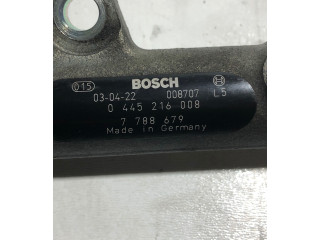 015 BOSCH
03-04-22 008707 L5
0 445 216 008
7 788 679
Made in Germany